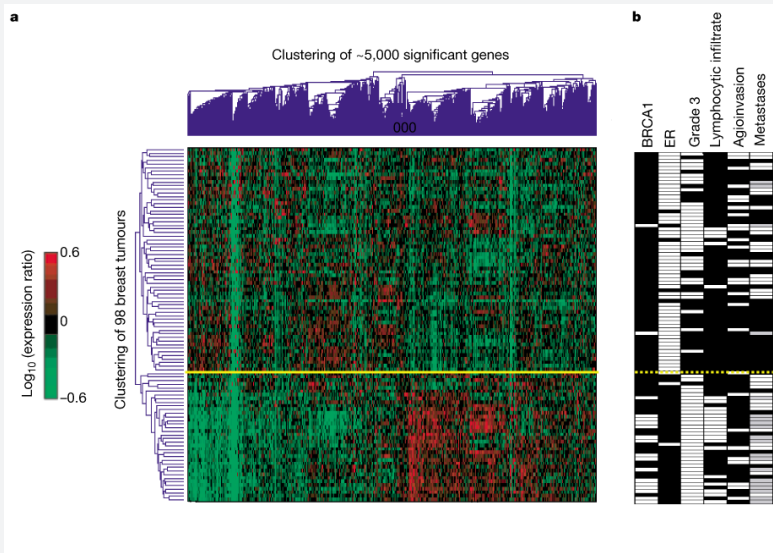 a
b
Clustering of ~5,000 significant genes
000
Clustering of 98 breast tumours
Log10 (expression ratio)
0.6
0
−0.6
BRCA1
ER
Grade 3
Lymphocytic infiltrate
Agioinvasion
Metastases